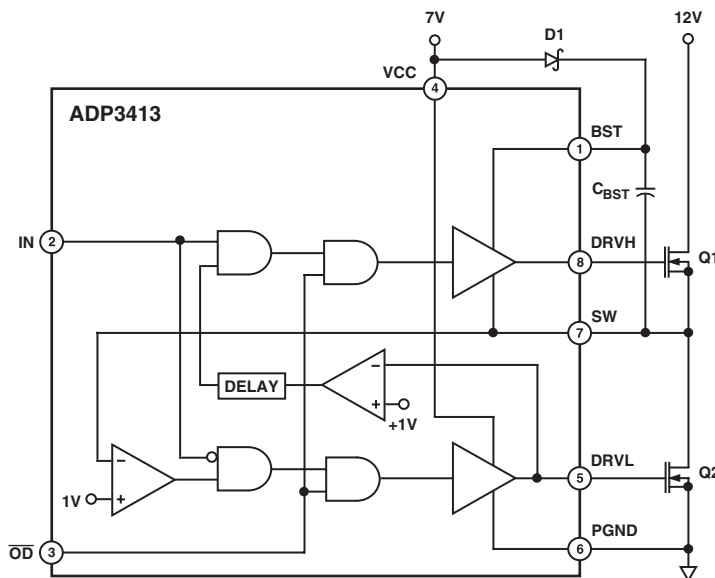 7V
D1
12V
VCC
4
ADP3413
BST
1
C_BST
IN
2
DRVH
8
Q1
SW
7
DELAY
−
+
+1V
−
+
1V
DRVL
5
Q2
OD
3
PGND
6